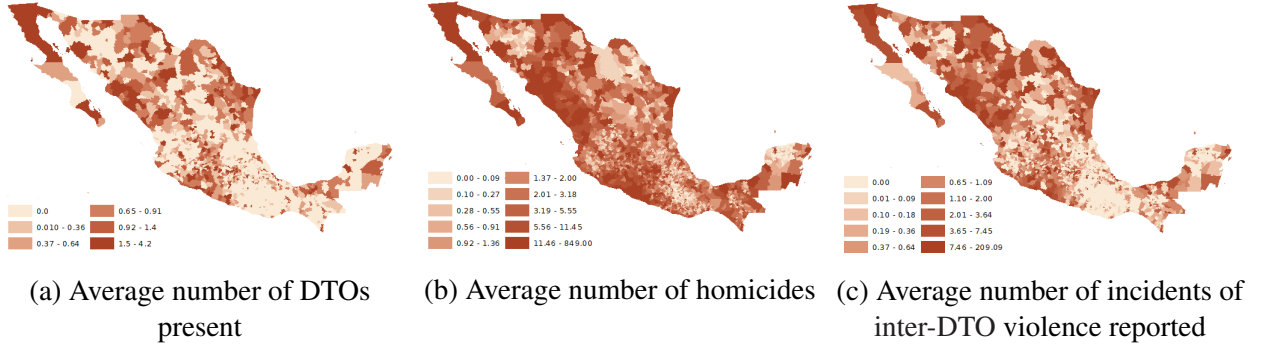 0.0
0.010 - 0.36
0.37 - 0.64
0.65 - 0.91
0.92 - 1.4
1.5 - 4.2
0.00 - 0.09
0.10 - 0.27
0.28 - 0.55
0.56 - 0.91
0.92 - 1.36
1.37 - 2.00
2.01 - 3.18
3.19 - 5.55
5.56 - 11.45
11.46 - 849.00
0.00
0.01 - 0.09
0.10 - 0.18
0.19 - 0.36
0.37 - 0.64
0.65 - 1.09
1.10 - 2.00
2.01 - 3.64
3.65 - 7.45
7.46 - 209.09
(a) Average number of DTOs
present
(b) Average number of homicides
(c) Average number of incidents of
inter-DTO violence reported